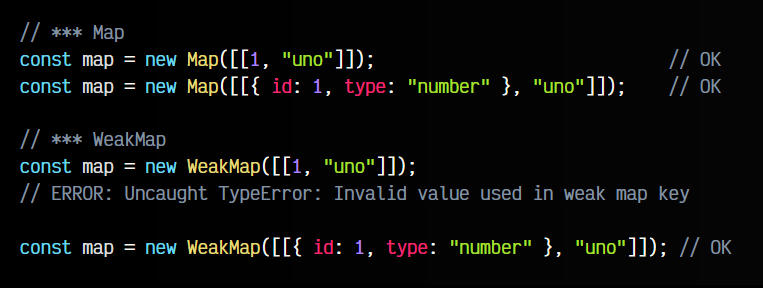 // *** Map
const map = new Map([[1, "uno"]]); // OK
const map = new Map([[{ id: 1, type: "number" }, "uno"]]); // OK
// *** WeakMap
const map = new WeakMap([[1, "uno"]]);
// ERROR: Uncaught TypeError: Invalid value used in weak map key
const map = new WeakMap([[{ id: 1, type: "number" }, "uno"]]); // OK